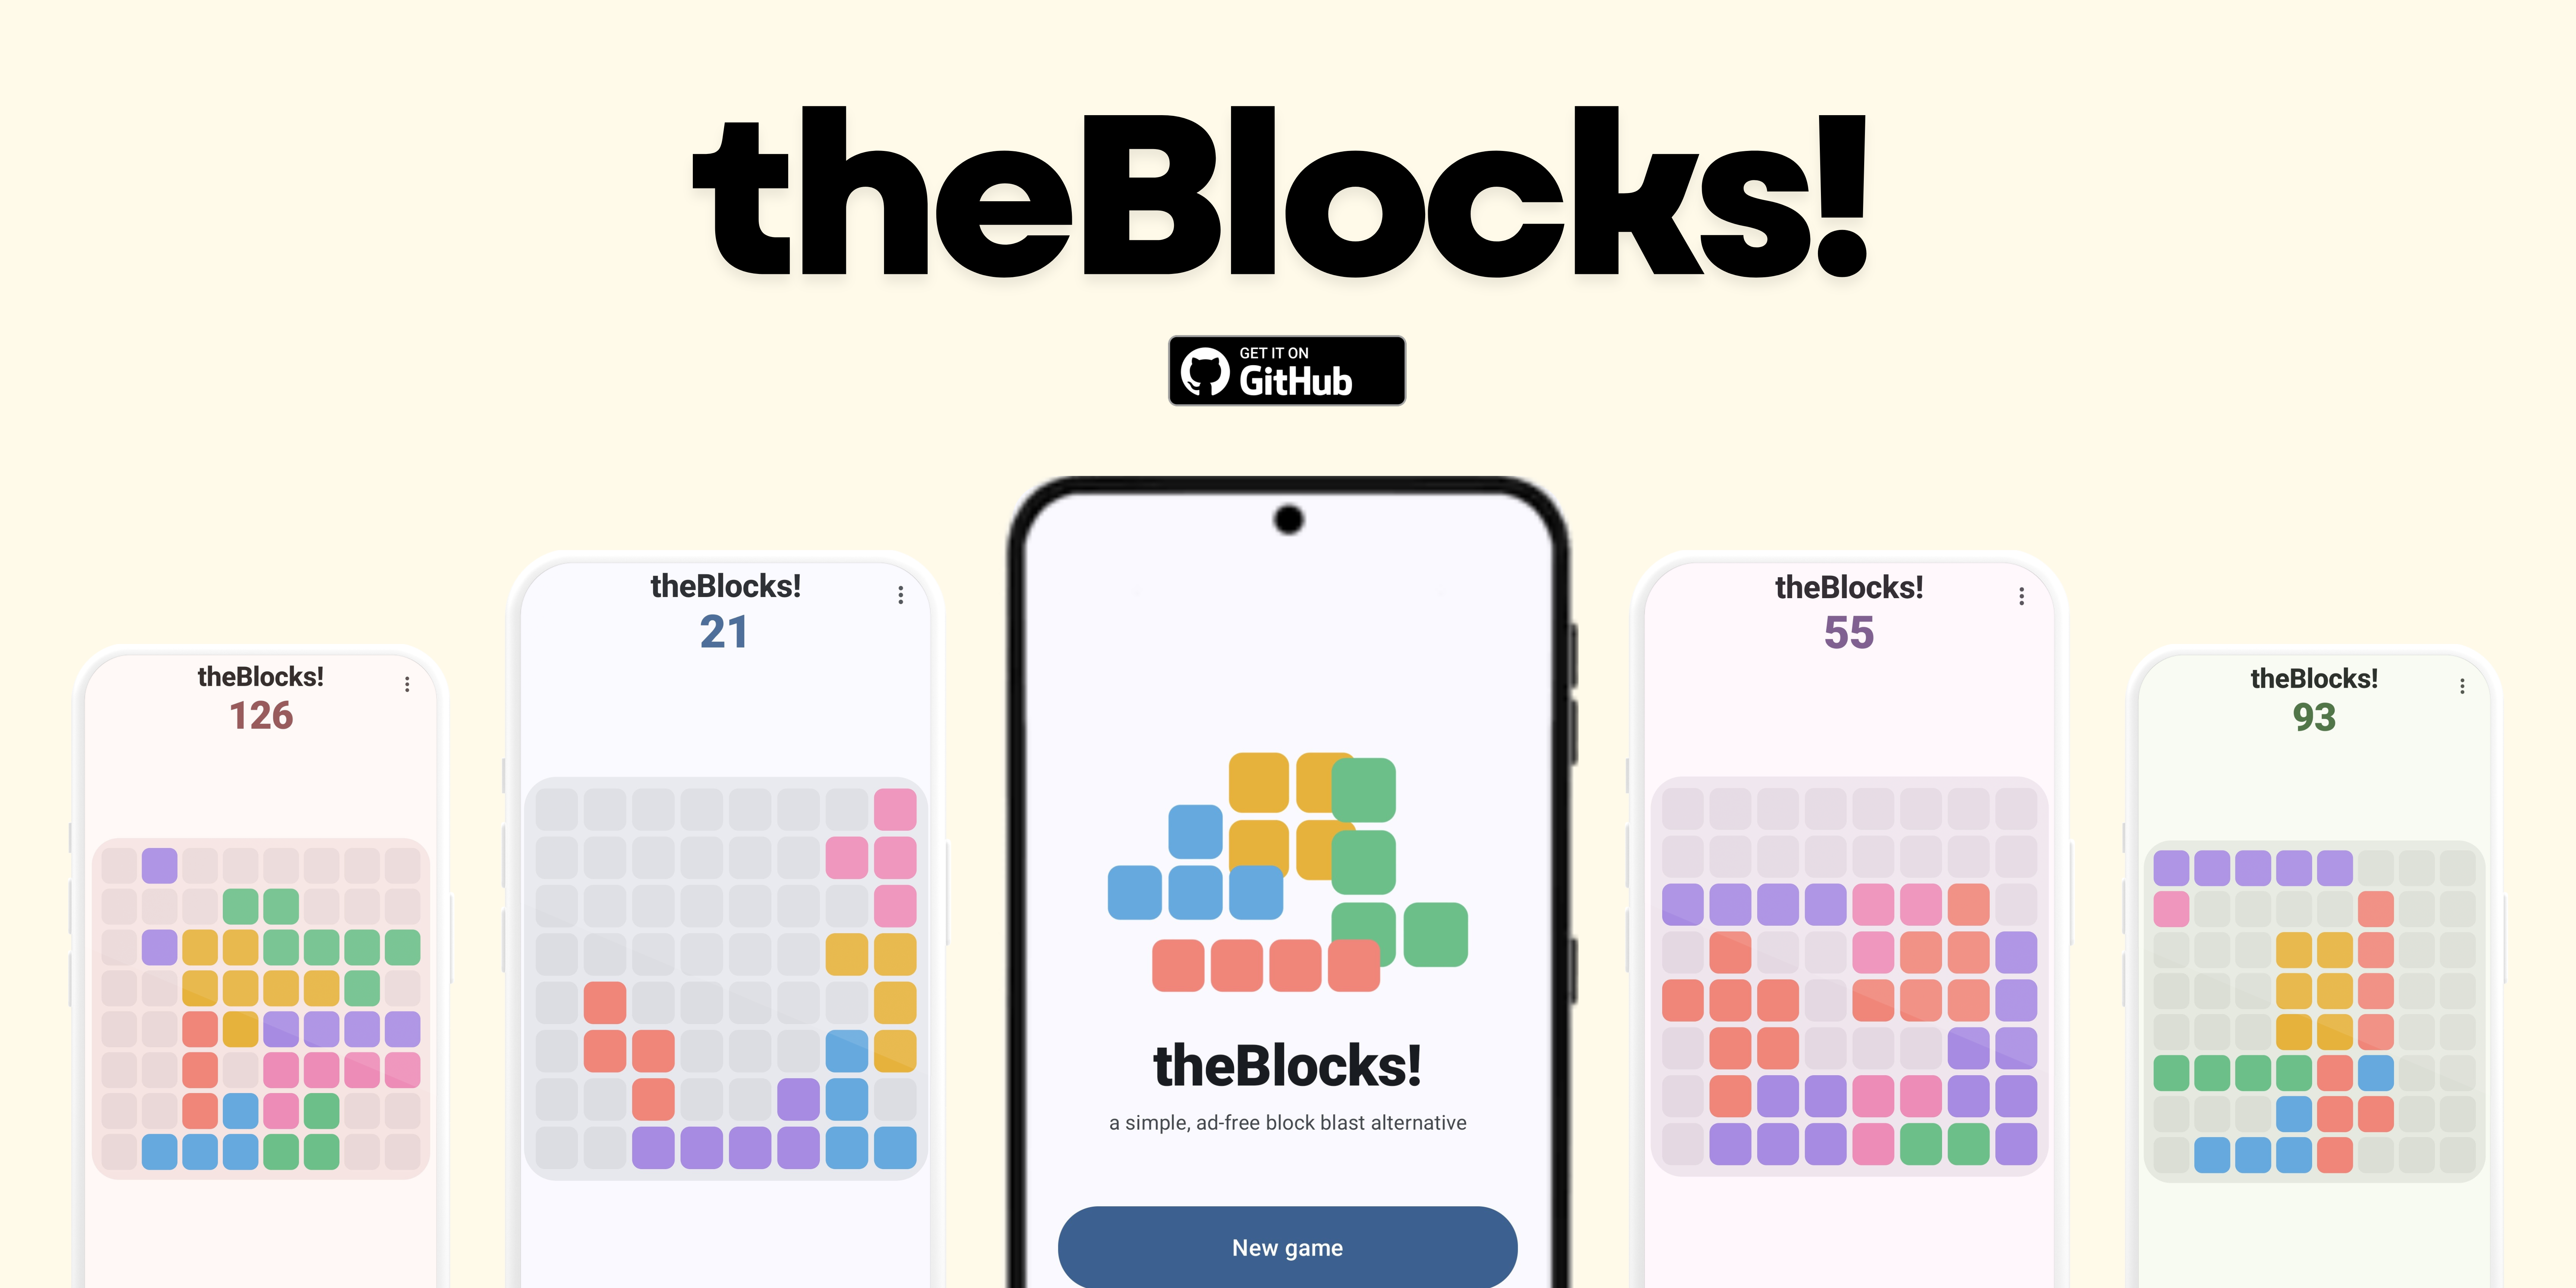 theBlocks!
GET IT ON
GitHub
theBlocks!
126
theBlocks!
21
theBlocks!
a simple, ad-free block blast alternative
New game
theBlocks!
55
theBlocks!
93